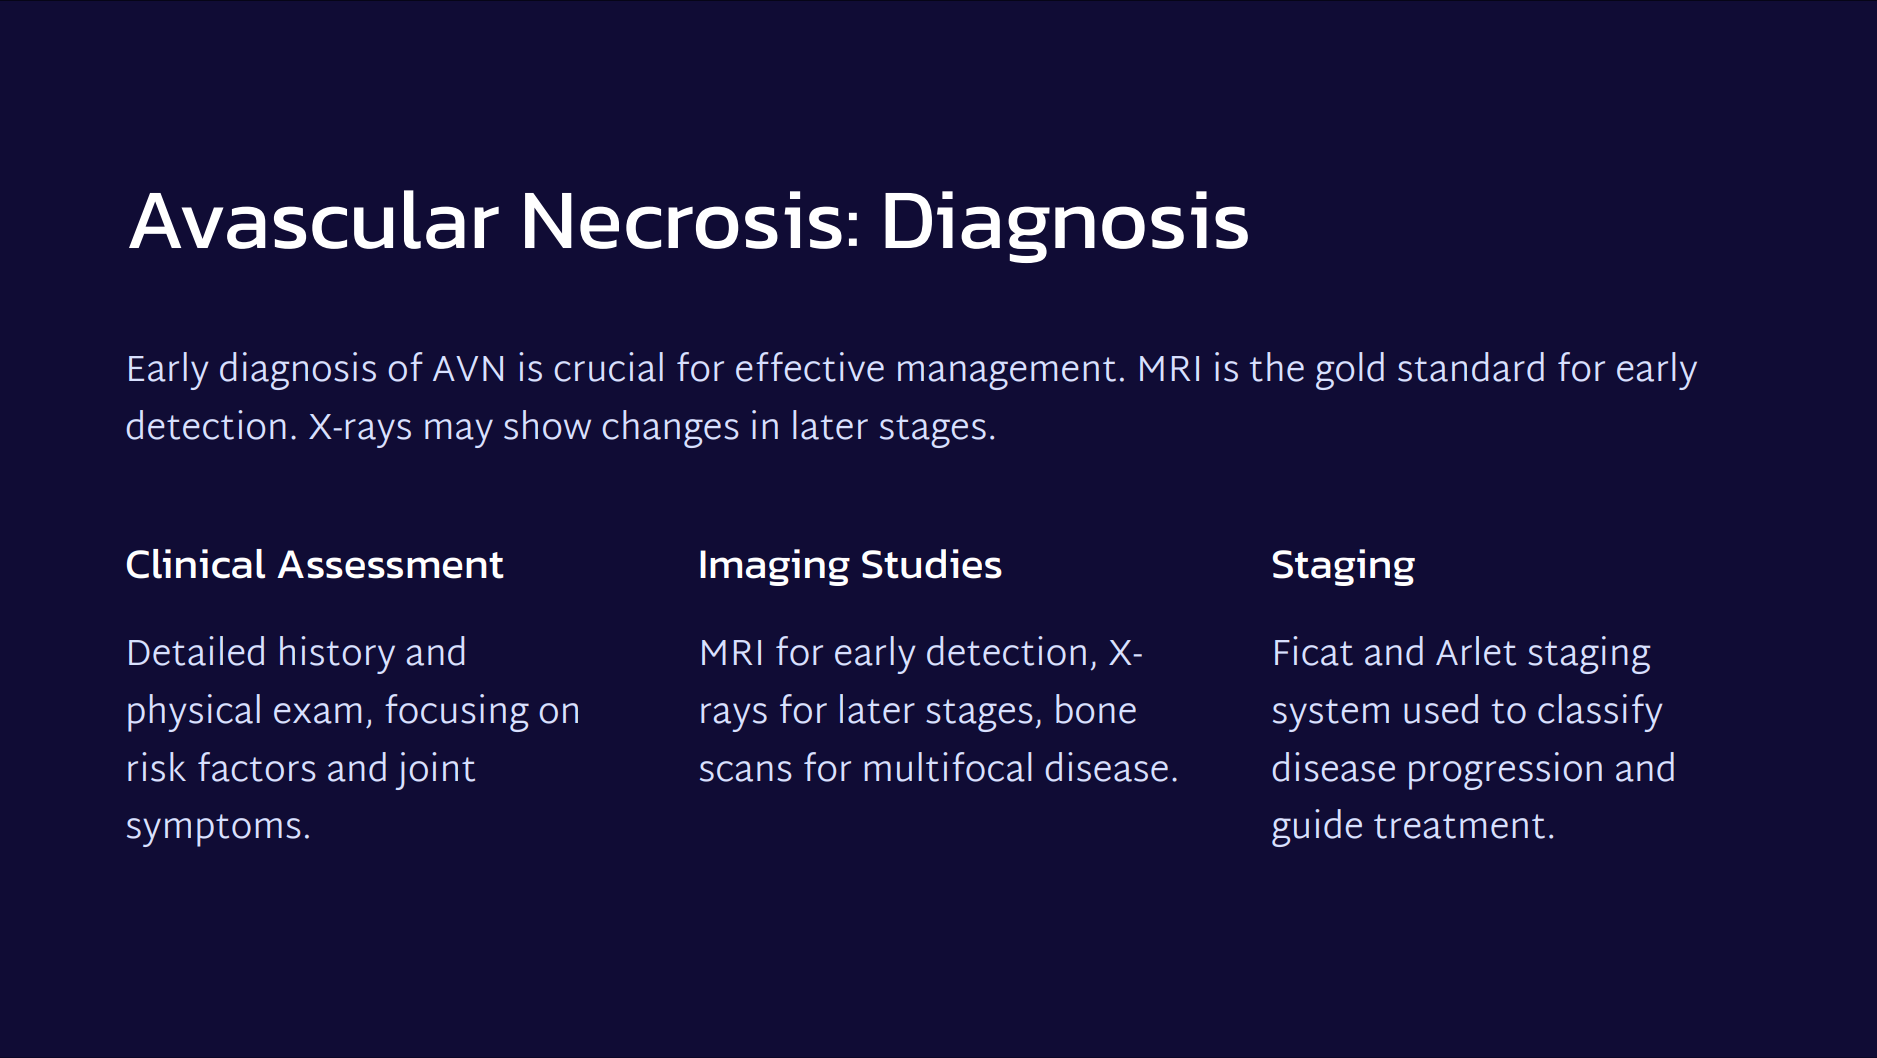 Avascular Necrosis: Diagnosis
Early diagnosis of AVN is crucial for effective management. MRI is the gold standard for early
detection. X-rays may show changes in later stages.
Clinical Assessment
Detailed history and
physical exam, focusing on
risk factors and joint
symptoms.
Imaging Studies
MRI for early detection, X-
rays for later stages, bone
scans for multifocal disease.
Staging
Ficat and Arlet staging
system used to classify
disease progression and
guide treatment.